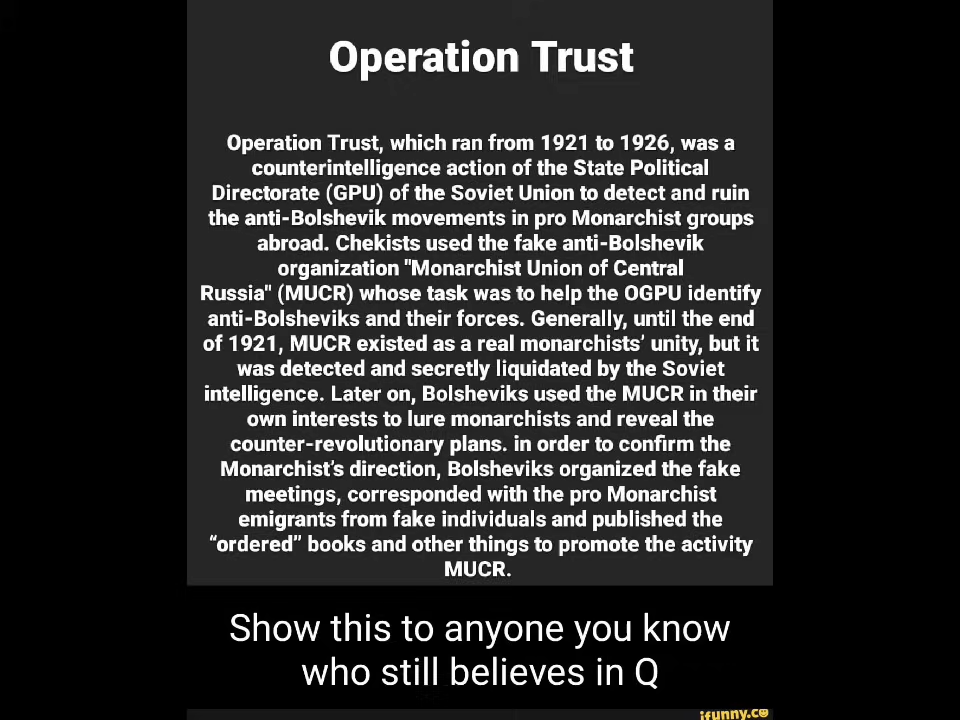 Operation Trust
Operation Trust, which ran from 1921 to 1926, was a
counterintelligence action of the State Political
Directorate (GPU) of the Soviet Union to detect and ruin
the anti-Bolshevik movements in pro Monarchist groups
abroad. Chekists used the fake anti-Bolshevik
organization "Monarchist Union of Central
Russia" (MUCR) whose task was to help the OGPU identify
anti-Bolsheviks and their forces. Generally, until the end
of 1921, MUCR existed as a real monarchists’ unity, but it
was detected and secretly liquidated by the Soviet
intelligence. Later on, Bolsheviks used the MUCR in their
own interests to lure monarchists and reveal the
counter-revolutionary plans. in order to confirm the
Monarchist’s direction, Bolsheviks organized the fake
meetings, corresponded with the pro Monarchist
emigrants from fake individuals and published the
“ordered” books and other things to promote the activity
MUCR.
Show this to anyone you know
who still believes in Q
ifunny.co